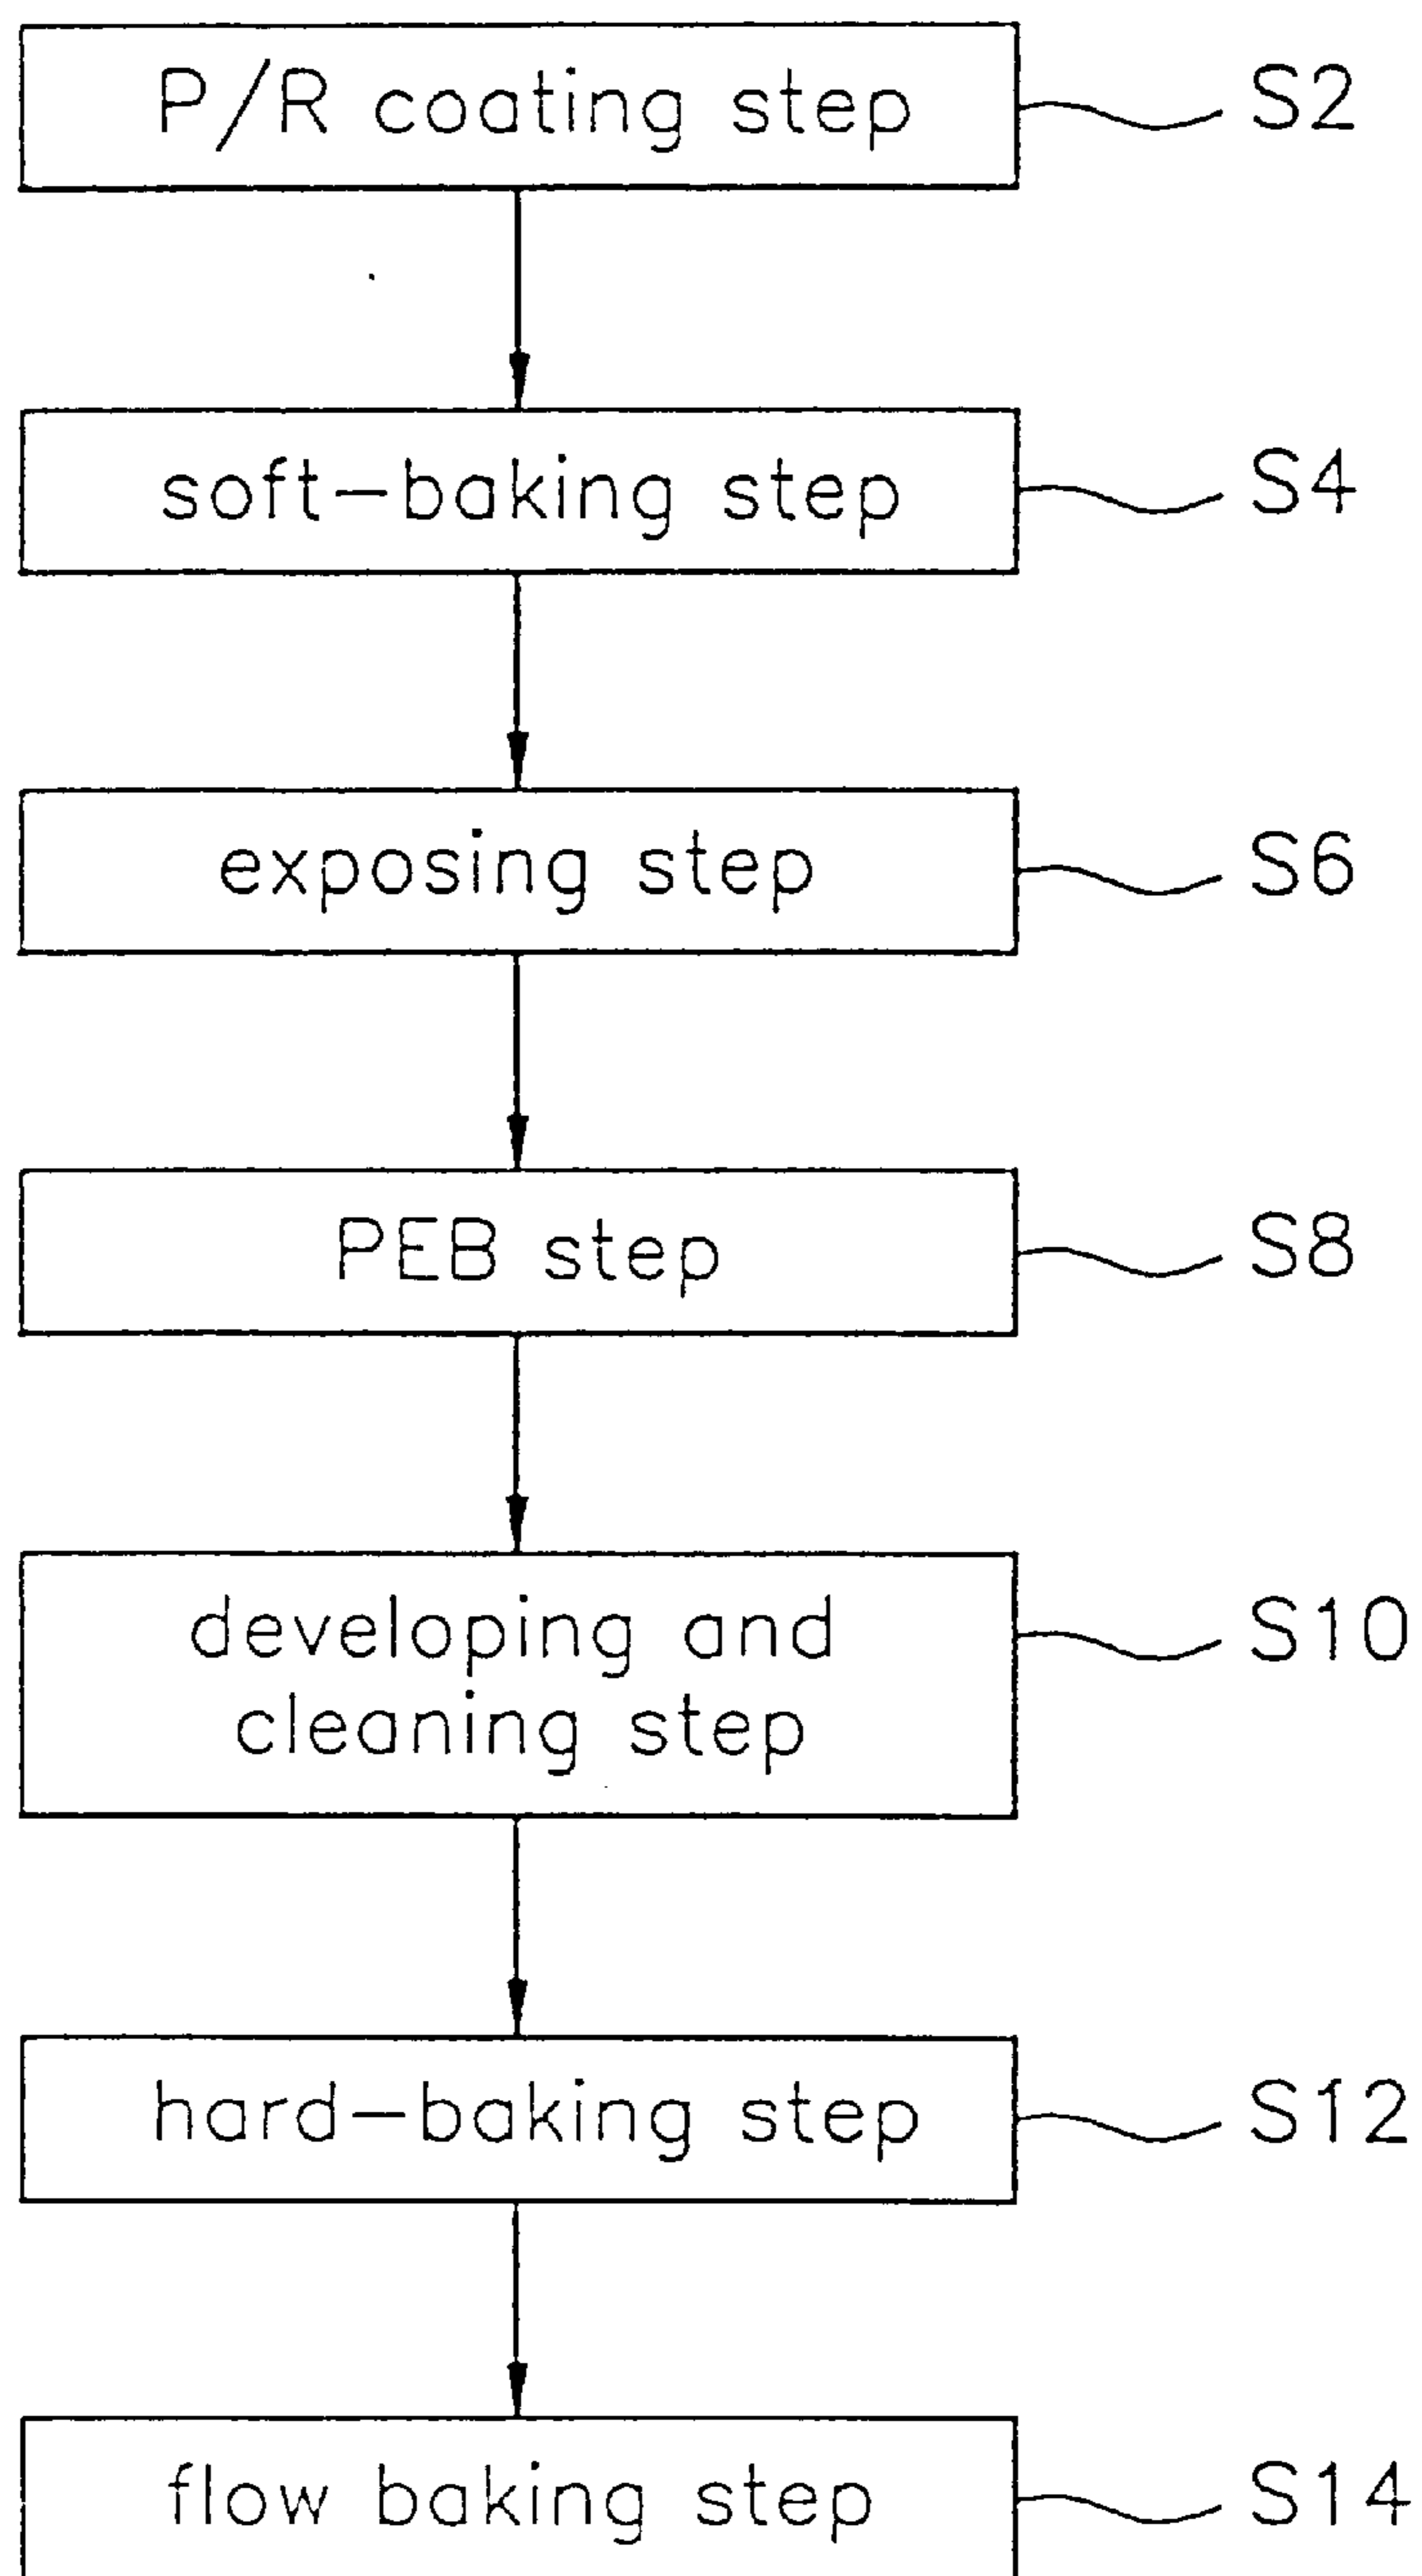 P/R coating step S2
soft-baking step S4
exposing step S6
PEB step S8
developing and S10
cleaning step
hard-baking step S12
flow baking step S14